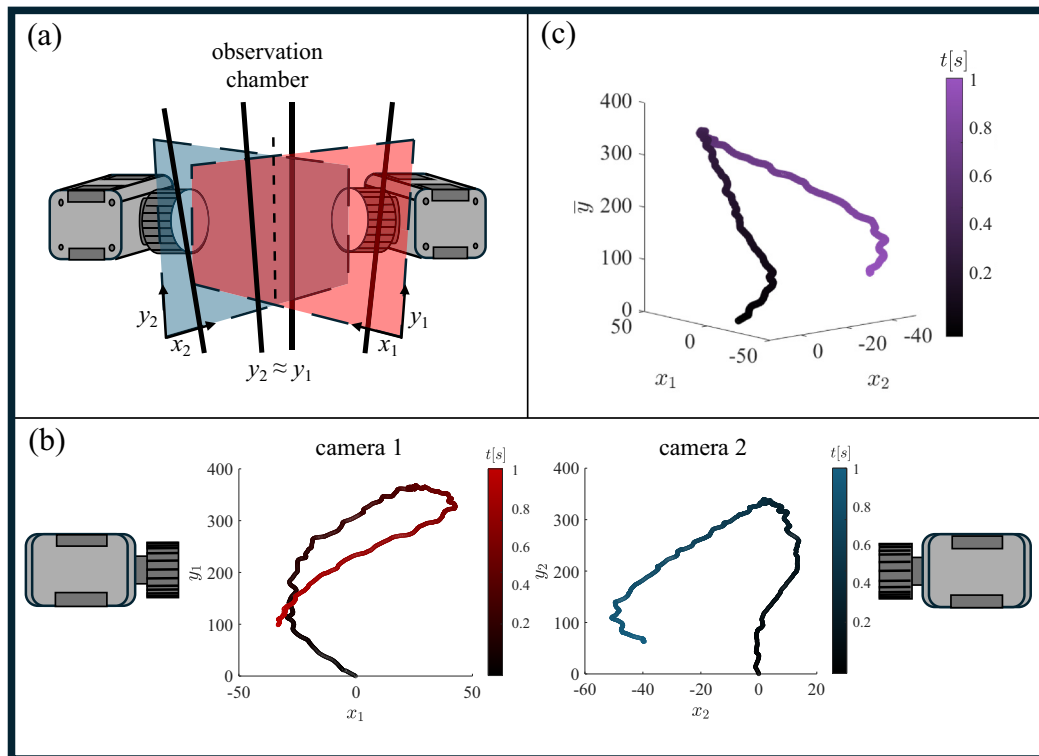 (a)
observation
chamber
y₂
x₂
y₁
x₁
y₂ ≈ y₁
(c)
t[s]
1
0.8
0.6
0.4
0.2
400
300
200
100
0
y̅
50
0
-50
x₁
0
-20
-40
x₂
(b)
camera 1
t[s]
1
0.8
0.6
0.4
0.2
400
300
200
100
0
y₁
-50
0
50
x₁
camera 2
t[s]
1
0.8
0.6
0.4
0.2
400
300
200
100
0
y₂
-60
-40
-20
0
20
x₂